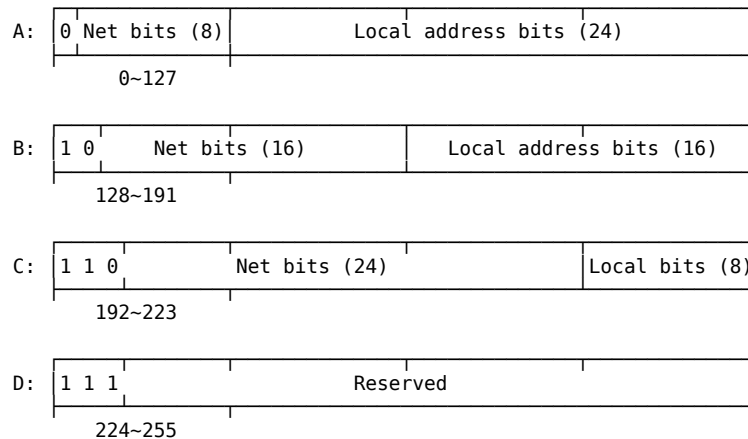 A: 0 Net bits (8) Local address bits (24)
0~127
B: 1 0 Net bits (16) Local address bits (16)
128~191
C: 1 1 0 Net bits (24) Local bits (8)
192~223
D: 1 1 1 Reserved
224~255